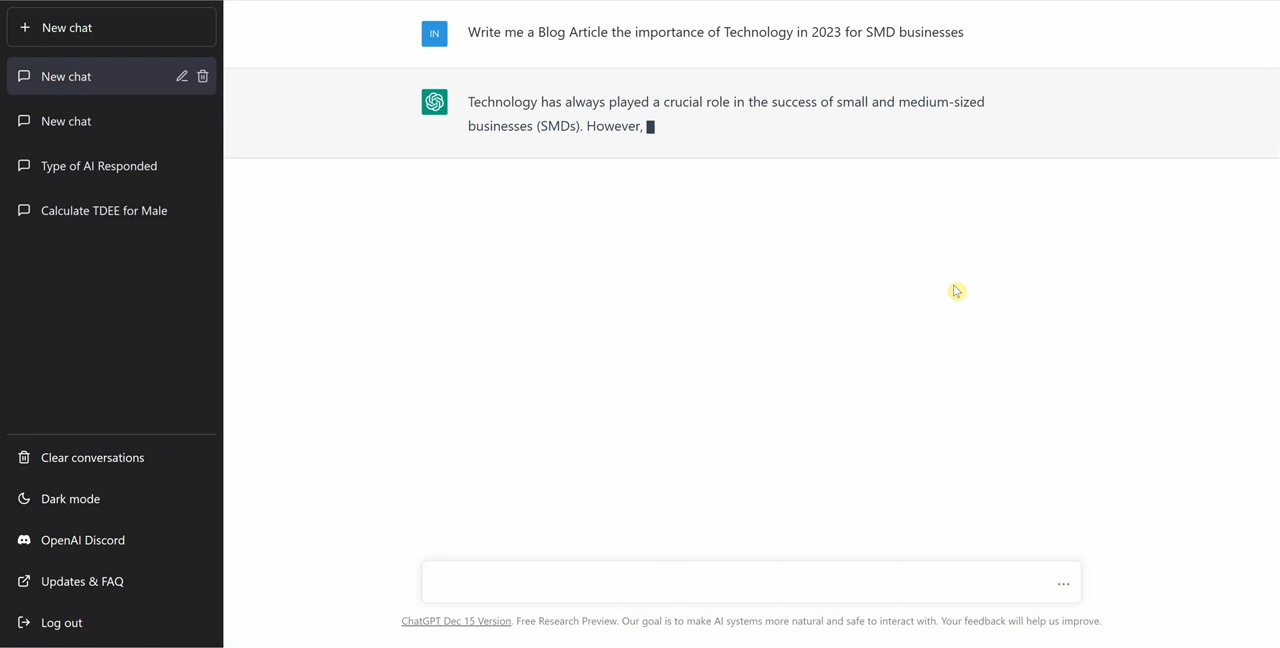 New chat
New chat
New chat
Type of AI Responded
Calculate TDEE for Male
Clear conversations
Dark mode
OpenAI Discord
Updates & FAQ
Log out
IN
Write me a Blog Article the importance of Technology in 2023 for SMD businesses
Technology has always played a crucial role in the success of small and medium-sized
businesses (SMDs). However,
ChatGPT Dec 15 Version. Free Research Preview. Our goal is to make AI systems more natural and safe to interact with. Your feedback will help us improve.